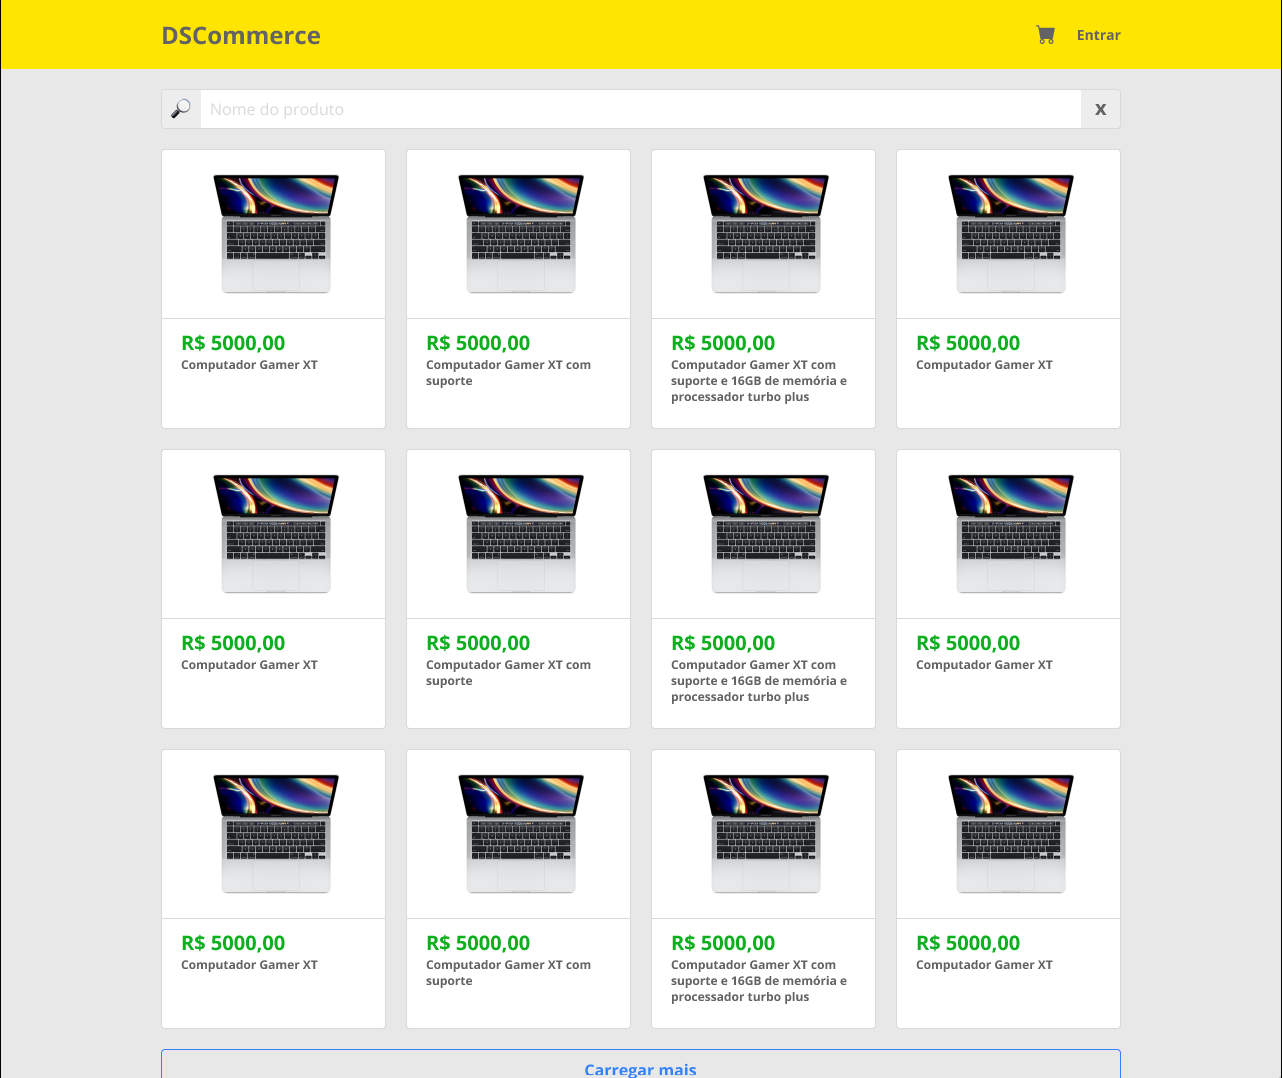 DSCommerce
Entrar
Nome do produto
X
R$ 5000,00
Computador Gamer XT
R$ 5000,00
Computador Gamer XT com
suporte
R$ 5000,00
Computador Gamer XT com
suporte e 16GB de memória e
processador turbo plus
R$ 5000,00
Computador Gamer XT
R$ 5000,00
Computador Gamer XT
R$ 5000,00
Computador Gamer XT com
suporte
R$ 5000,00
Computador Gamer XT com
suporte e 16GB de memória e
processador turbo plus
R$ 5000,00
Computador Gamer XT
R$ 5000,00
Computador Gamer XT
R$ 5000,00
Computador Gamer XT com
suporte
R$ 5000,00
Computador Gamer XT com
suporte e 16GB de memória e
processador turbo plus
R$ 5000,00
Computador Gamer XT
Carregar mais